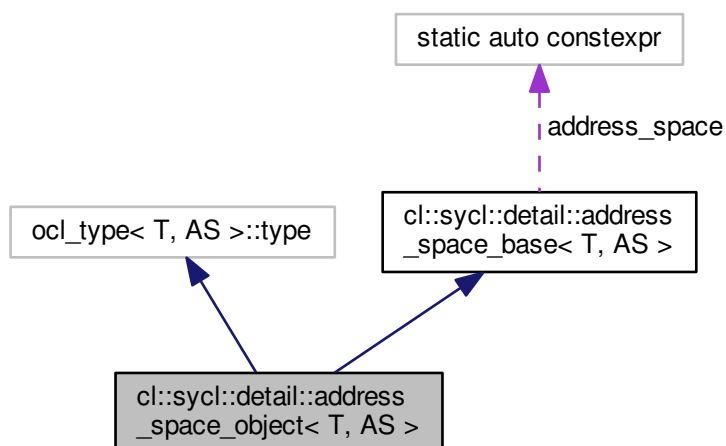 static auto constexpr
address_space
cl::sycl::detail::address
_space_base< T, AS >
ocl_type< T, AS >::type
cl::sycl::detail::address
_space_object< T, AS >